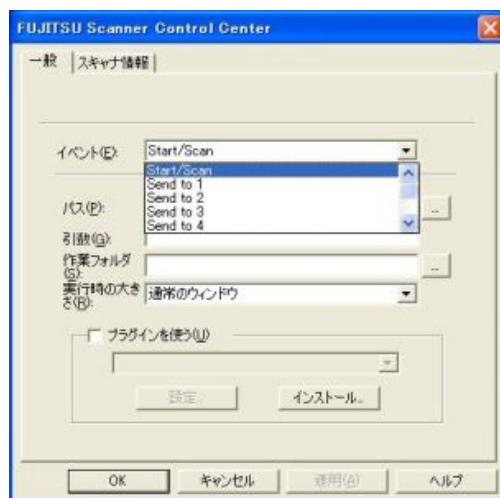 FUJITSU Scanner Control Center
一般 スキャナ情報
イベント(E): Start/Scan
Start/Scan
Send to 1
Send to 2
Send to 3
Send to 4
パス(P): ..
引数(G):
作業フォルダ(S): ..
実行時の大きさ(R): 通常のウィンドウ
プラグインを使う(U)
設定.. インストール..
OK キャンセル 適用(A) ヘルプ